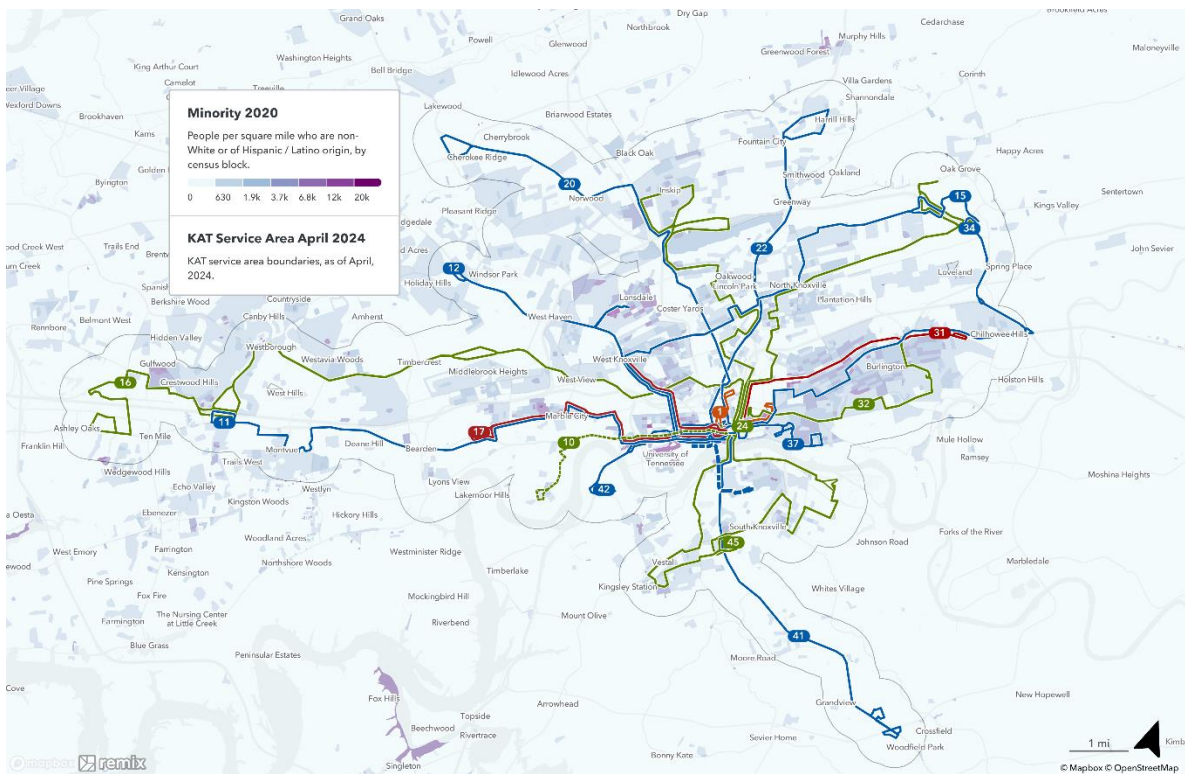 Grand Oaks
Dry Gap
Northbrook
Cedarchase
Powell
Glenwood
Murphy Hills
Greenwood Forest
Maloneyville
Washington Heights
King Arthur Court
Bell Bridge
Idlewood Acres
Camelot
Treeville
Villa Gardens
Corinth
Shannondale
Brookhaven
Lakewood
Briarwood Estates
Harrill Hills
Kams
Cherrybrook
Fountain City
Black Oak
Happy Acres
Cherokee Ridge
Smithwood
Oakland
Oak Grove
Byington
Norwood
Inskip
Sentertown
Greenway
Kings Valley
Pleasant Ridge
Minority 2020
People per square mile who are non-
White or of Hispanic / Latino origin, by
census block.
0 630 1.9k 3.7k 6.8k 12k 20k
KAT Service Area April 2024
KAT service area boundaries, as of April,
2024.
20
15
34
22
12
John Sevier
Trails End
Windsor Park
Loveland
Spring Place
Holiday Hills
Oakwood
Lincoln Park
North Knoxville
Berkshire Wood
Countryside
Lonsdale
Plantation Hills
Coster Yards
Belmont West
Canby Hills
Amherst
West Haven
Rennbore
Hidden Valley
31
Chilhowee Hills
Westborough
Gulfwood
Westavia Woods
Timbercrest
West Knoxville
Middlebrook Heights
Burlington
Crestwood Hills
West View
Holston Hills
16
West Hills
32
1
Marble City
11
24
Ashley Oaks
17
10
37
Franklin Hill
Ten Mile
Deane Hill
Bearden
Montvue
University of
Tennessee
Mule Hollow
Ramsey
Wedgewood Hills
Trails West
Moshina Heights
Echo Valley
Westlyn
Lyons View
42
Lakemoor Hills
Kingston Woods
Ebenezer
Hickory Hills
South Knoxville
Woodland Acres
45
Johnson Road
Forks of the River
West Emory
Farrington
Westminister Ridge
Vestal
Northshore Woods
Marbledale
Kensington
Timberlake
Kingsley Station
Pine Springs
Fox Fire
Whites Village
Mockingbird Hill
The Nursing Center
at Little Creek
Mount Olive
Farmington
Riverbend
41
Blue Grass
Peninsular Estates
Moore Road
Cove
Fox Hills
New Hopewell
Arrowhead
Grandview
Topside
Beechwood
Rivertrace
Crossfield
Sevier Home
Woodfield Park
Bonny Kate
Singleton
1 mi
mapbox remix
© Mapbox © OpenStreetMap